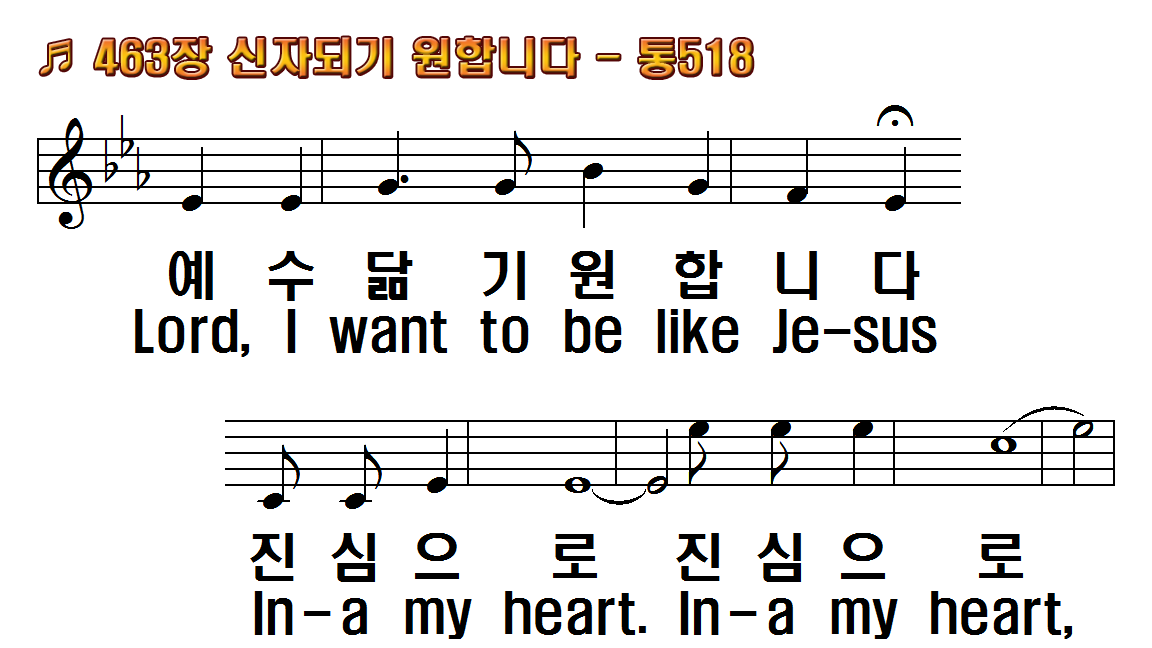 ♬ 463장 신자되기 원합니다 - 통518
예 수 닮 기 원 합 니 다
Lord, I want to be like Je-sus
진 심 으 로 진 심 으 로
In-a my heart. In-a my heart,